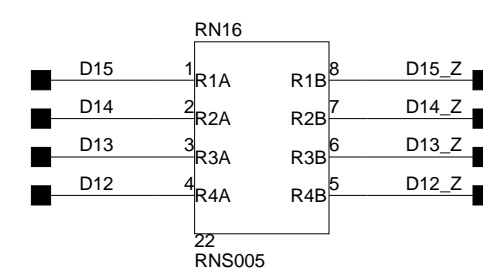 RN16
D15 1 R1A R1B 8 D15_Z
D14 2 R2A R2B 7 D14_Z
D13 3 R3A R3B 6 D13_Z
D12 4 R4A R4B 5 D12_Z
22
RNS005